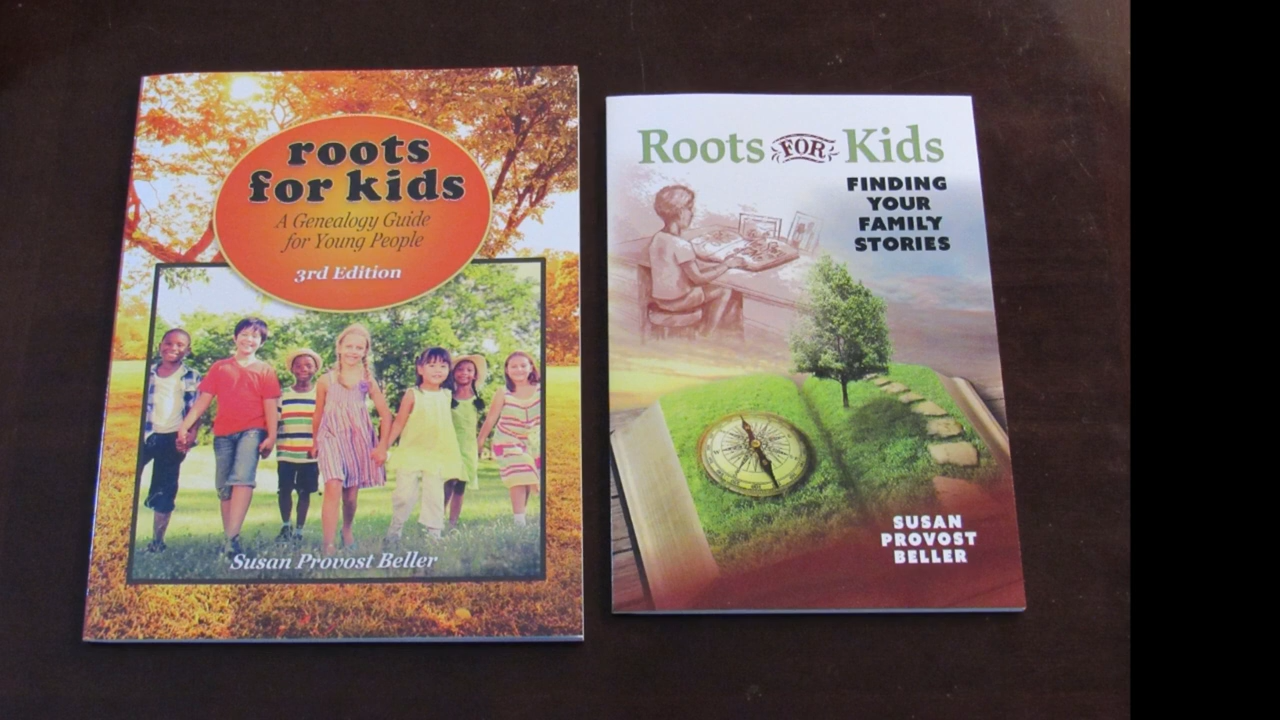 roots
for kids
A Genealogy Guide
for Young People
3rd Edition
Susan Provost Beller
Roots FOR Kids
FINDING
YOUR
FAMILY
STORIES
SUSAN
PROVOST
BELLER